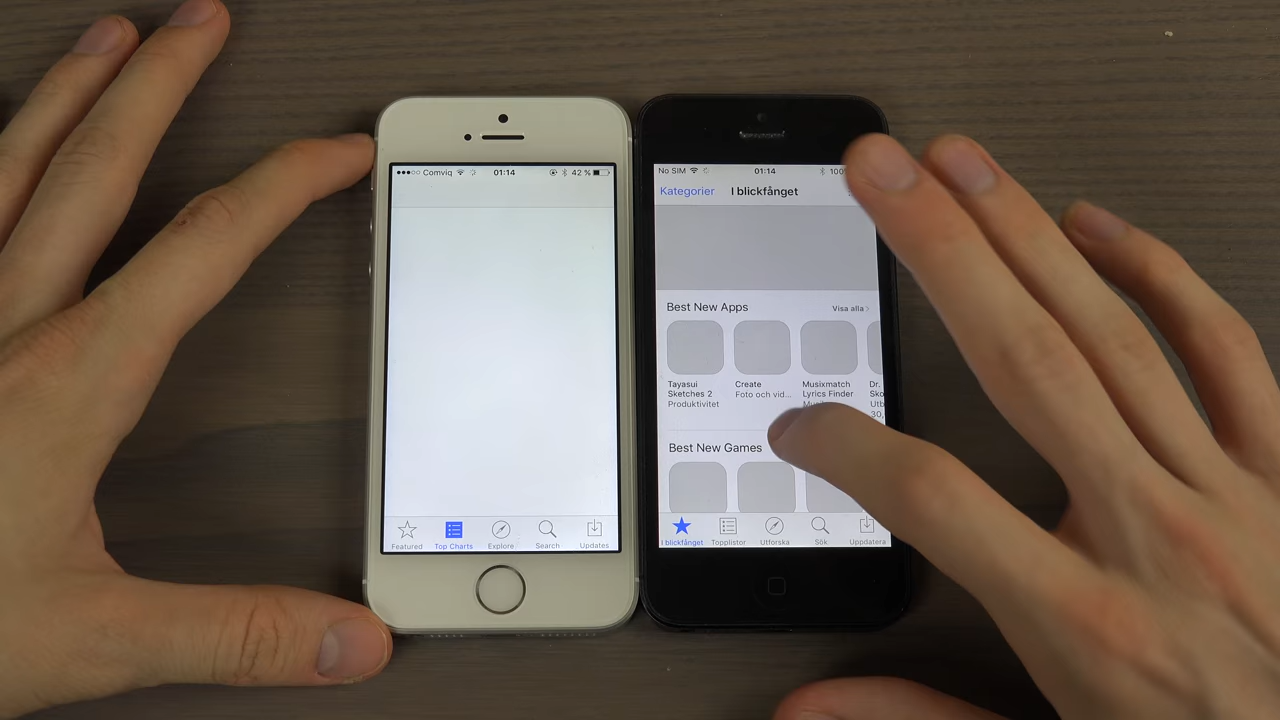 Comviq 01:14 42 %
Featured Top Charts Explore Search Updates
No SIM 01:14
Kategorier I blickfånget
Best New Apps Visa alla
Tayasui Create Musixmatch Dr.
Sketches 2 Foto och vid... Lyrics Finder
Produktivitet
Best New Games
I blickfånget Topplistor Utforska Sök Uppdatera